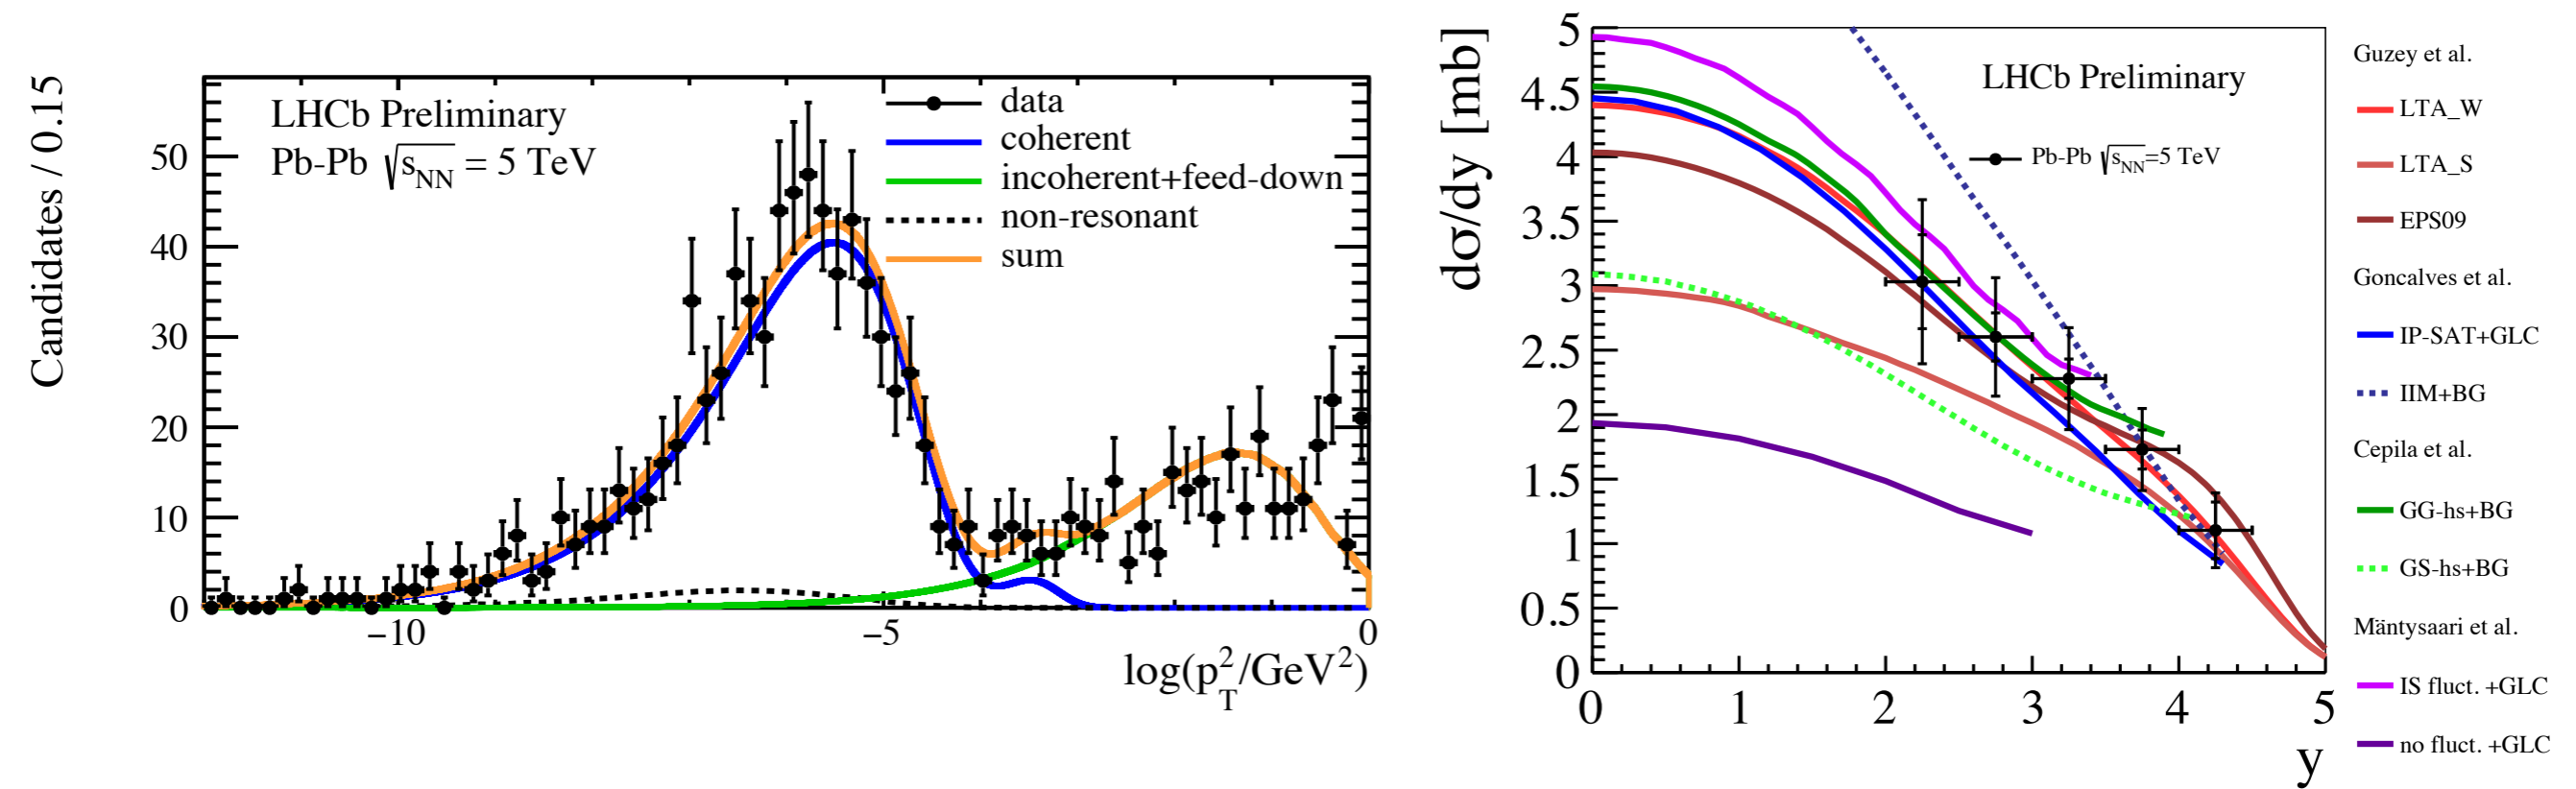 Candidates / 0.15
LHCb Preliminary
Pb-Pb √sNN = 5 TeV
data
coherent
incoherent+feed-down
non-resonant
sum
50
40
30
20
10
0
−10
−5
0
log(p²T/GeV²)
dσ/dy [mb]
5
4.5
4
3.5
3
2.5
2
1.5
1
0.5
0
LHCb Preliminary
Pb-Pb √sNN=5 TeV
0
1
2
3
4
5
y
Guzey et al.
LTA_W
LTA_S
EPS09
Goncalves et al.
IP-SAT+GLC
IIM+BG
Cepila et al.
GG-hs+BG
GS-hs+BG
Mäntysaari et al.
IS fluct. +GLC
no fluct. +GLC